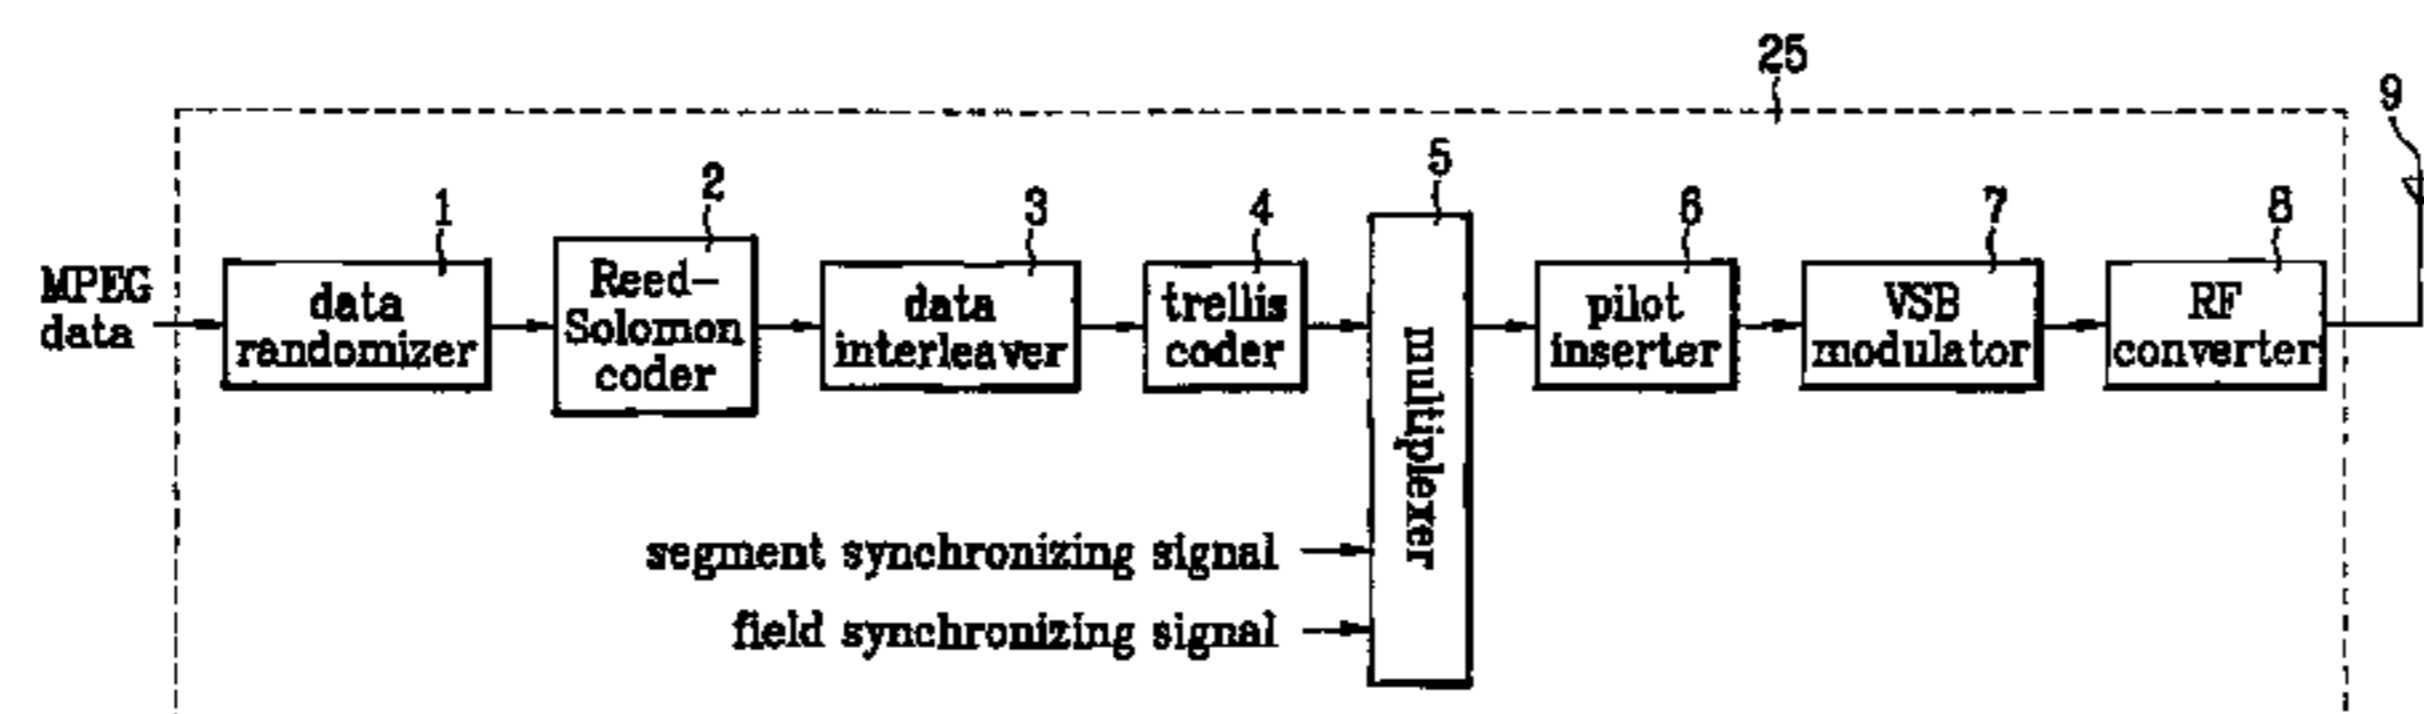 25
9
MPEG
data
1
data
randomizer
2
Reed-
Solomon
coder
3
data
interleaver
4
trellis
coder
5
multiplexer
6
pilot
inserter
7
VSB
modulator
8
RF
converter
segment synchronizing signal
field synchronizing signal